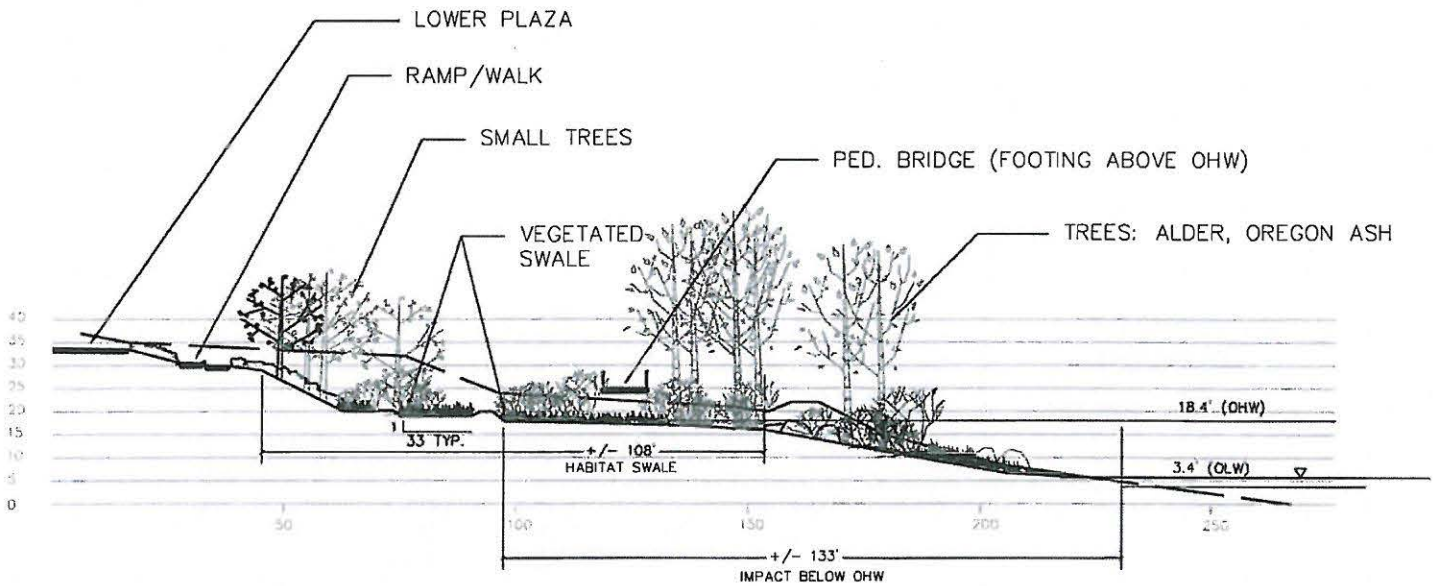 LOWER PLAZA
RAMP/WALK
SMALL TREES
PED. BRIDGE (FOOTING ABOVE OHW)
VEGETATED
SWALE
TREES: ALDER, OREGON ASH
40
35
30
25
20
15
10
5
0
18.4' (OHW)
1
33 TYP.
+/- 108'
HABITAT SWALE
3.4' (OLW)
50
100
150
200
250
+/- 133'
IMPACT BELOW OHW